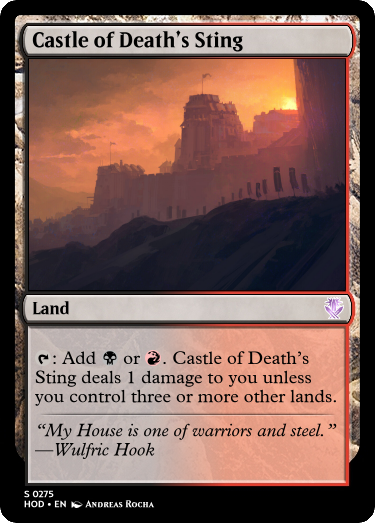 Castle of Death's Sting
Land
: Add or . Castle of Death's
Sting deals 1 damage to you unless
you control three or more other lands.
“My House is one of warriors and steel.”
—Wulfric Hook
S 0275
HOD • EN Andreas Rocha